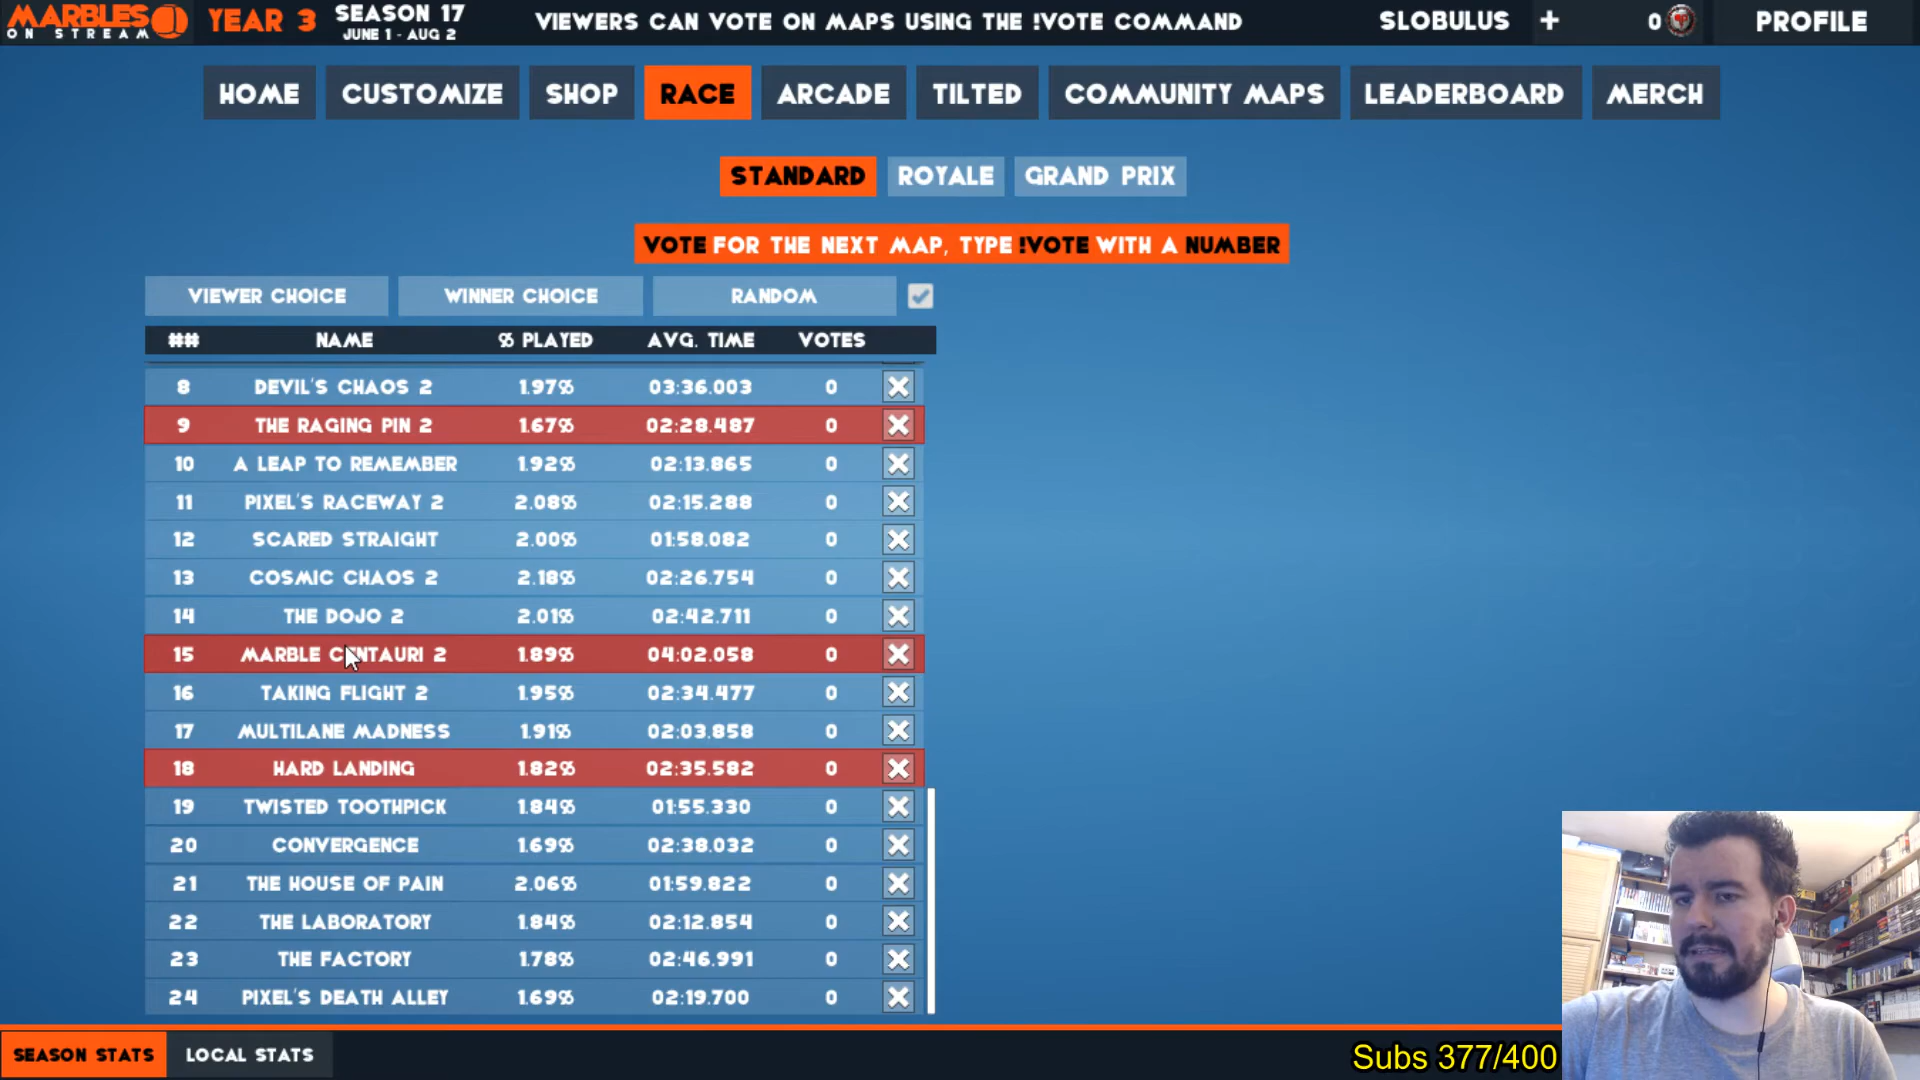 MARBLES
ON STREAM
YEAR 3
SEASON 17
JUNE 1 - AUG 2
VIEWERS CAN VOTE ON MAPS USING THE !VOTE COMMAND
SLOBULUS +
0
PROFILE
HOME CUSTOMIZE SHOP RACE ARCADE TILTED COMMUNITY MAPS LEADERBOARD MERCH
STANDARD ROYALE GRAND PRIX
VOTE FOR THE NEXT MAP, TYPE !VOTE WITH A NUMBER
VIEWER CHOICE WINNER CHOICE RANDOM
## NAME % PLAYED AVG. TIME VOTES
8 DEVIL'S CHAOS 2 1.97% 03:36.003 0
9 THE RAGING PIN 2 1.67% 02:28.487 0
10 A LEAP TO REMEMBER 1.92% 02:13.865 0
11 PIXEL'S RACEWAY 2 2.08% 02:15.288 0
12 SCARED STRAIGHT 2.00% 01:58.082 0
13 COSMIC CHAOS 2 2.18% 02:26.754 0
14 THE DOJO 2 2.01% 02:42.711 0
15 MARBLE CENTAURI 2 1.89% 04:02.058 0
16 TAKING FLIGHT 2 1.95% 02:34.477 0
17 MULTILANE MADNESS 1.91% 02:03.858 0
18 HARD LANDING 1.82% 02:35.582 0
19 TWISTED TOOTHPICK 1.84% 01:55.330 0
20 CONVERGENCE 1.69% 02:38.032 0
21 THE HOUSE OF PAIN 2.06% 01:59.822 0
22 THE LABORATORY 1.84% 02:12.854 0
23 THE FACTORY 1.78% 02:46.991 0
24 PIXEL'S DEATH ALLEY 1.69% 02:19.700 0
SEASON STATS LOCAL STATS
Subs 377/400